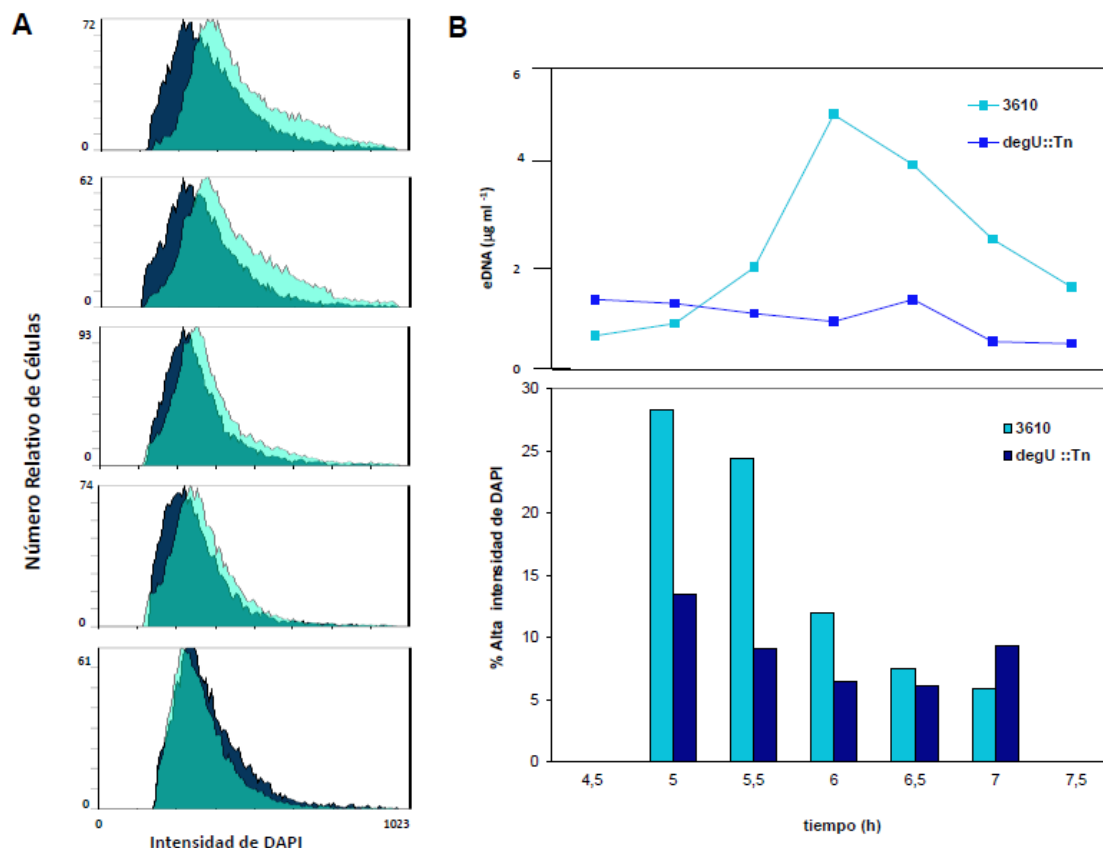 A
72
0
62
0
93
0
74
0
61
0
0
1023
Número Relativo de Células
Intensidad de DAPI
B
6
4
2
0
eDNA (µg ml -1)
3610
degU::Tn
30
25
20
15
10
5
0
% Alta intensidad de DAPI
3610
degU ::Tn
4,5 5 5,5 6 6,5 7 7,5
tiempo (h)